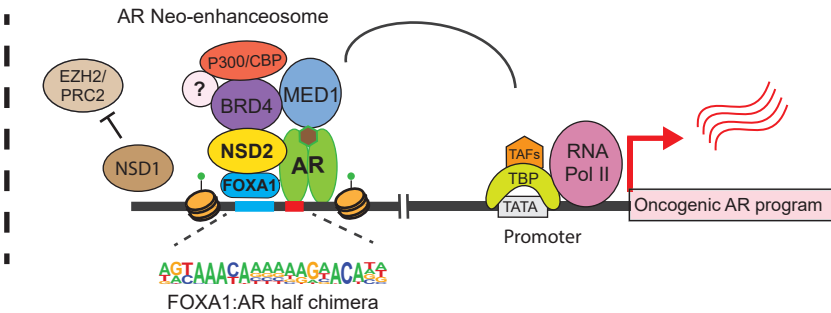 AR Neo-enhanceosome
EZH2/
PRC2
NSD1
P300/CBP
?
BRD4
MED1
NSD2
AR
FOXA1
TAFs
TBP
TATA
RNA
Pol II
Promoter
Oncogenic AR program
FOXA1:AR half chimera